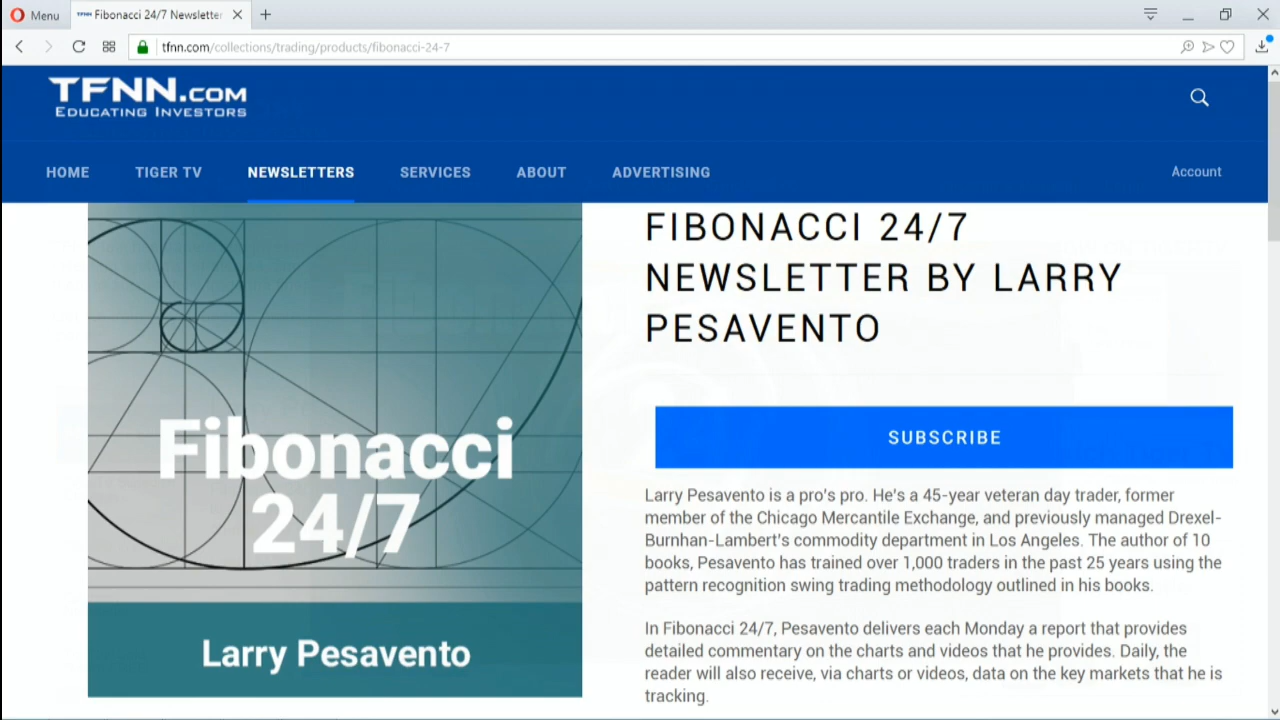 Menu
Fibonacci 24/7 Newsletter
tfnn.com/collections/trading/products/fibonacci-24-7
TFNN.COM
EDUCATING INVESTORS
HOME
TIGER TV
NEWSLETTERS
SERVICES
ABOUT
ADVERTISING
Account
Fibonacci
24/7
Larry Pesavento
FIBONACCI 24/7
NEWSLETTER BY LARRY
PESAVENTO
SUBSCRIBE
Larry Pesavento is a pro's pro. He's a 45-year veteran day trader, former
member of the Chicago Mercantile Exchange, and previously managed Drexel-
Burnhan-Lambert's commodity department in Los Angeles. The author of 10
books, Pesavento has trained over 1,000 traders in the past 25 years using the
pattern recognition swing trading methodology outlined in his books.
In Fibonacci 24/7, Pesavento delivers each Monday a report that provides
detailed commentary on the charts and videos that he provides. Daily, the
reader will also receive, via charts or videos, data on the key markets that he is
tracking.